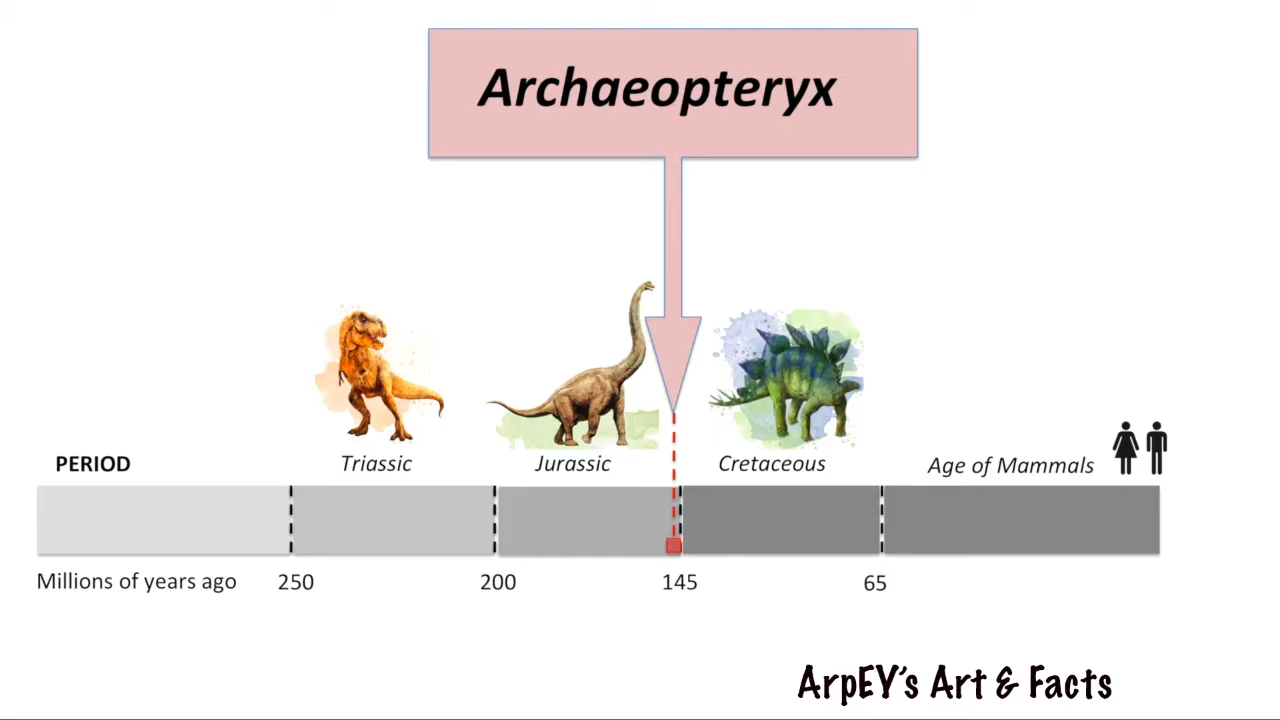 Archaeopteryx
PERIOD Triassic Jurassic Cretaceous Age of Mammals
Millions of years ago 250 200 145 65
ArpEY's Art & Facts